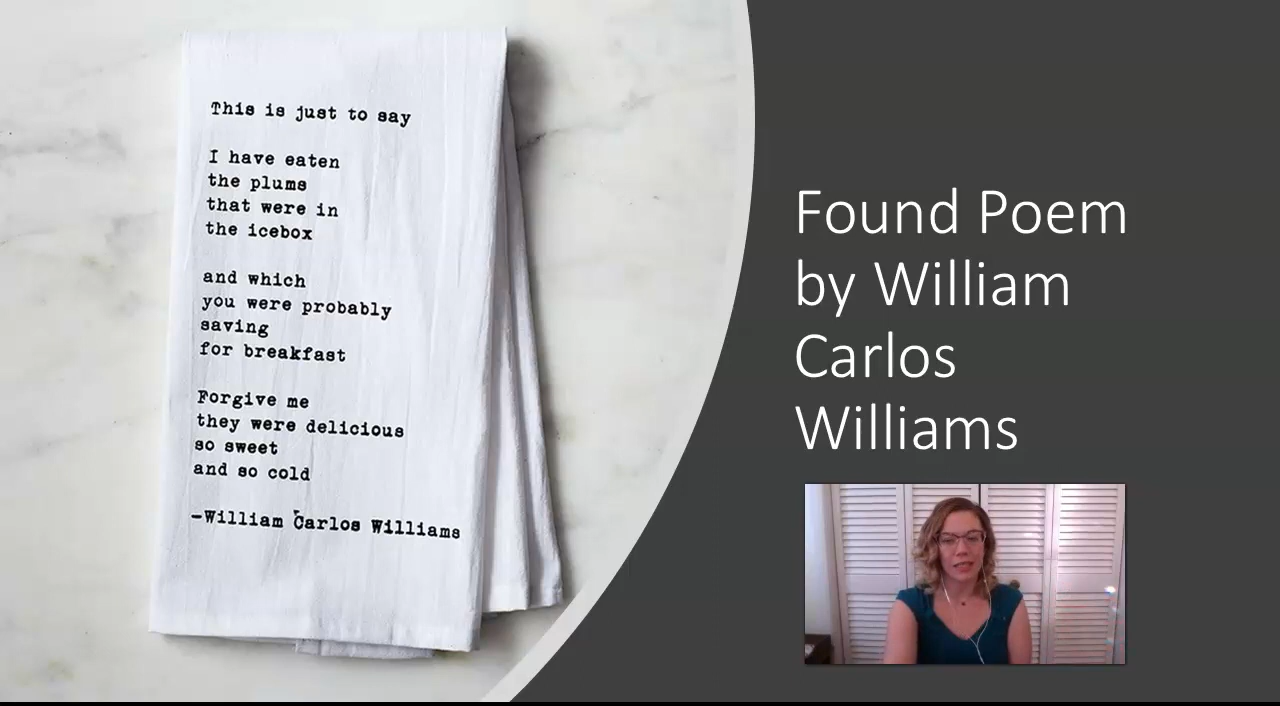 This is just to say
I have eaten
the plums
that were in
the icebox
and which
you were probably
saving
for breakfast
Forgive me
they were delicious
so sweet
and so cold
—William Carlos Williams
Found Poem
by William
Carlos
Williams